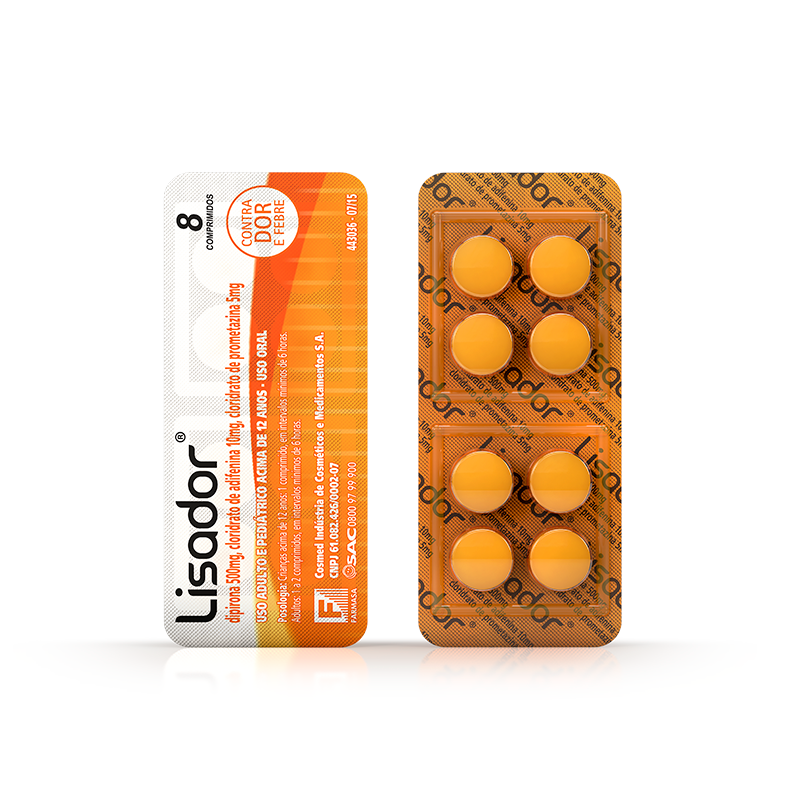 Lisador®
8
COMPRIMIDOS
CONTRA
DOR
E FEBRE
443036 - 07/15
dipirona 500mg, cloridrato de adifenina 10mg, cloridrato de prometazina 5mg
USO ADULTO E PEDIÁTRICO ACIMA DE 12 ANOS - USO ORAL
Posologia: Crianças acima de 12 anos: 1 comprimido, em intervalos mínimos de 6 horas.
Adultos: 1 a 2 comprimidos, em intervalos mínimos de 6 horas.
Cosmed Indústria de Cosméticos e Medicamentos S.A.
CNPJ 61.082.426/0002-07
SAC 0800 97 99 900
FARMASA
Lisador®
Lisador®
Lisador®